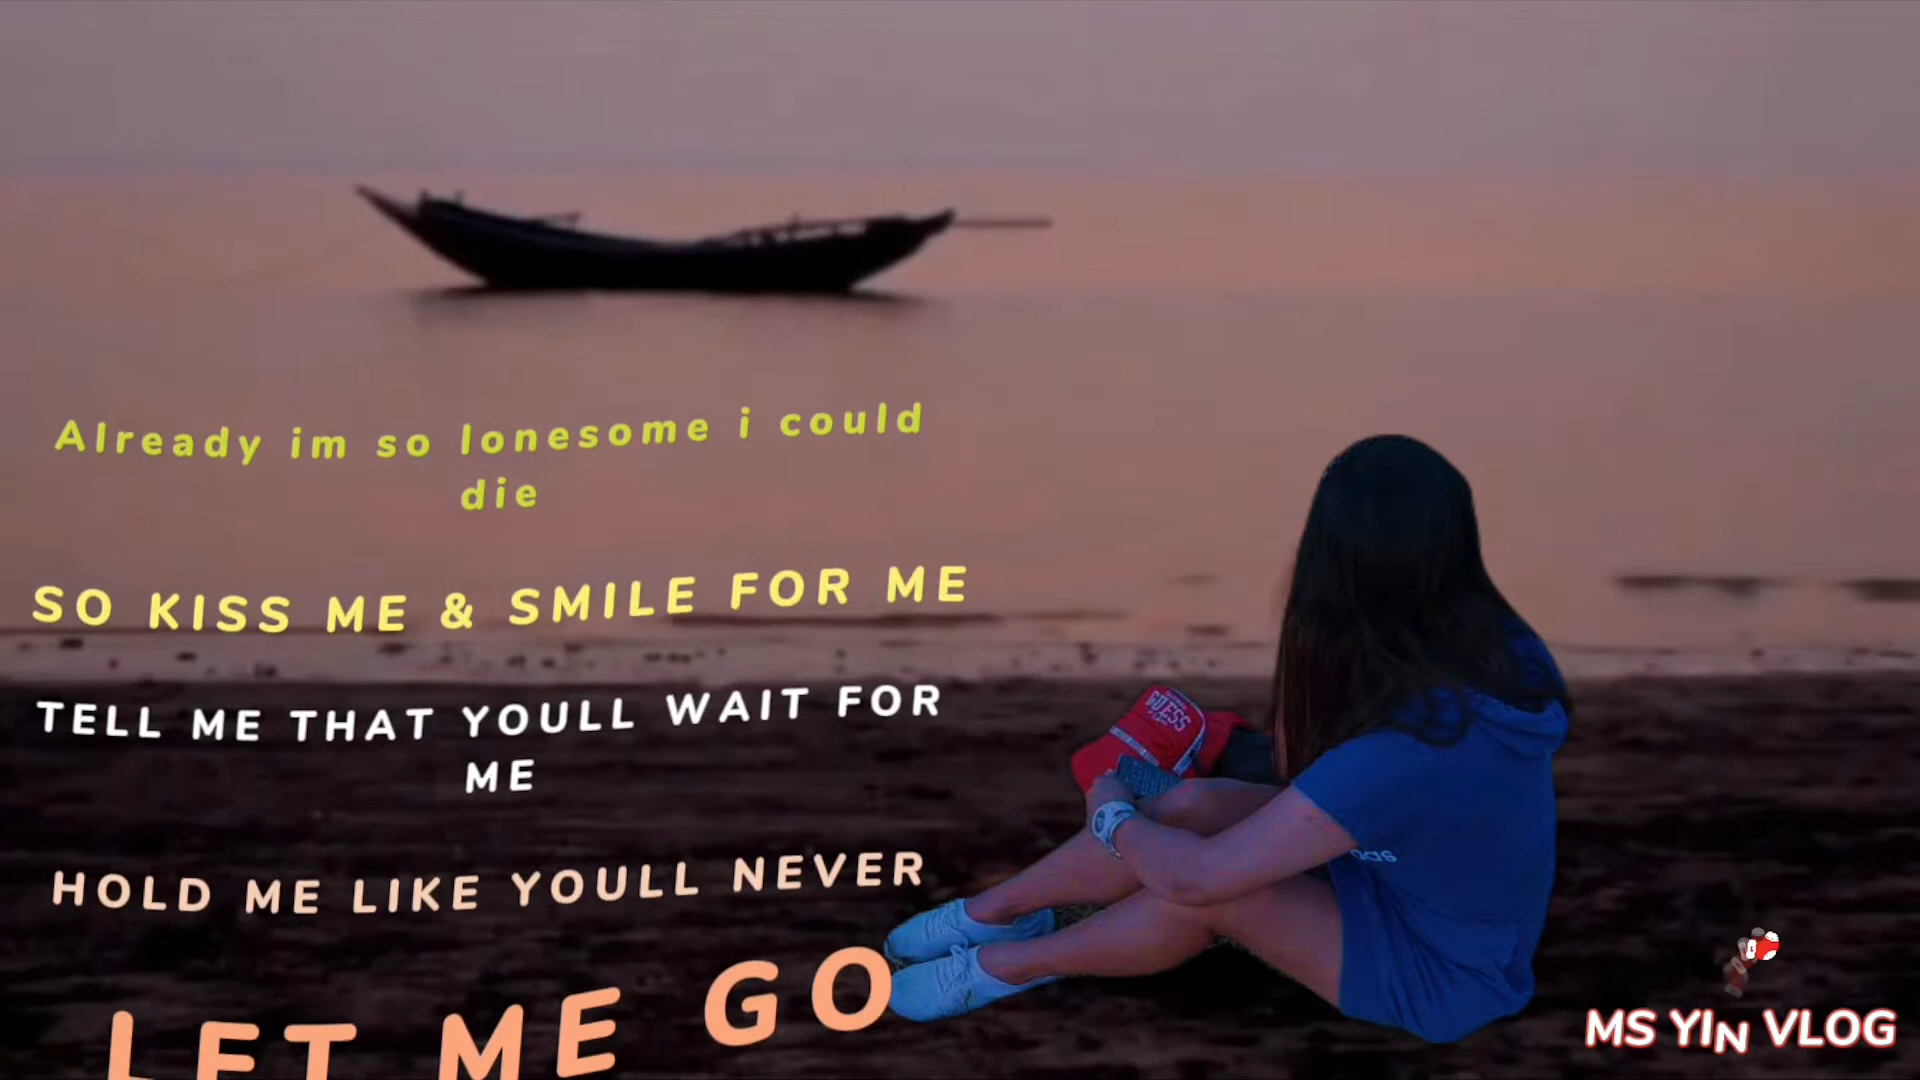 Already im so lonesome i could
die
SO KISS ME & SMILE FOR ME
TELL ME THAT YOULL WAIT FOR
ME
HOLD ME LIKE YOULL NEVER
LET ME GO
GUESS
das
MS YIN VLOG